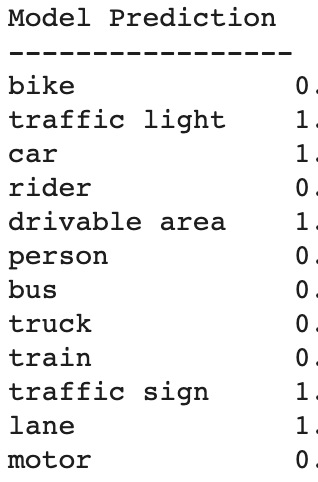 Model Prediction
-----------------
bike 0.
traffic light 1.
car 1.
rider 0.
drivable area 1.
person 0.
bus 0.
truck 0.
train 0.
traffic sign 1.
lane 1.
motor 0.